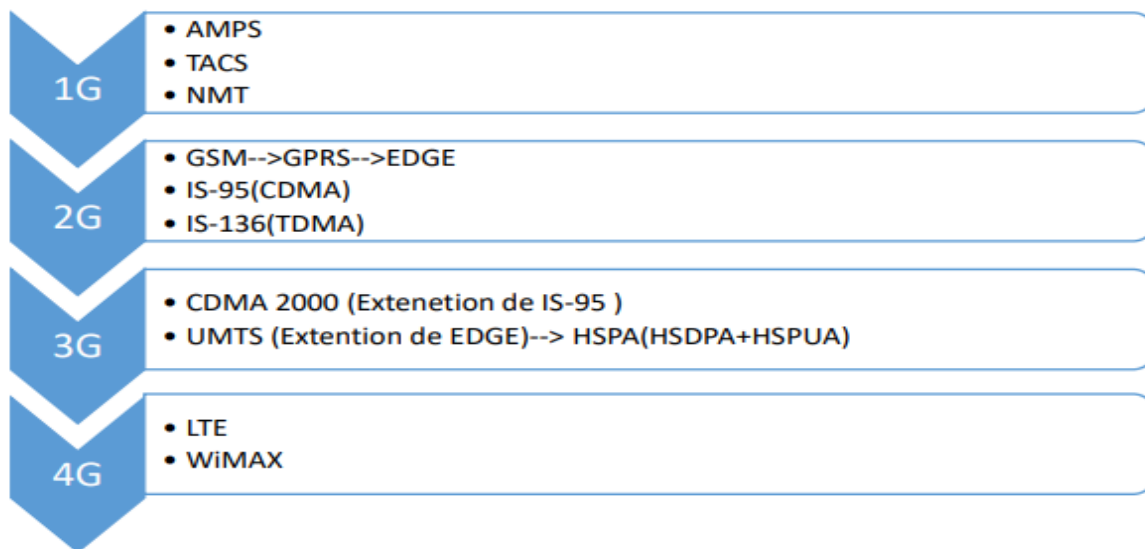 1G
• AMPS
• TACS
• NMT
2G
• GSM-->GPRS-->EDGE
• IS-95(CDMA)
• IS-136(TDMA)
3G
• CDMA 2000 (Extenetion de IS-95 )
• UMTS (Extention de EDGE)--> HSPA(HSDPA+HSPUA)
4G
• LTE
• WiMAX